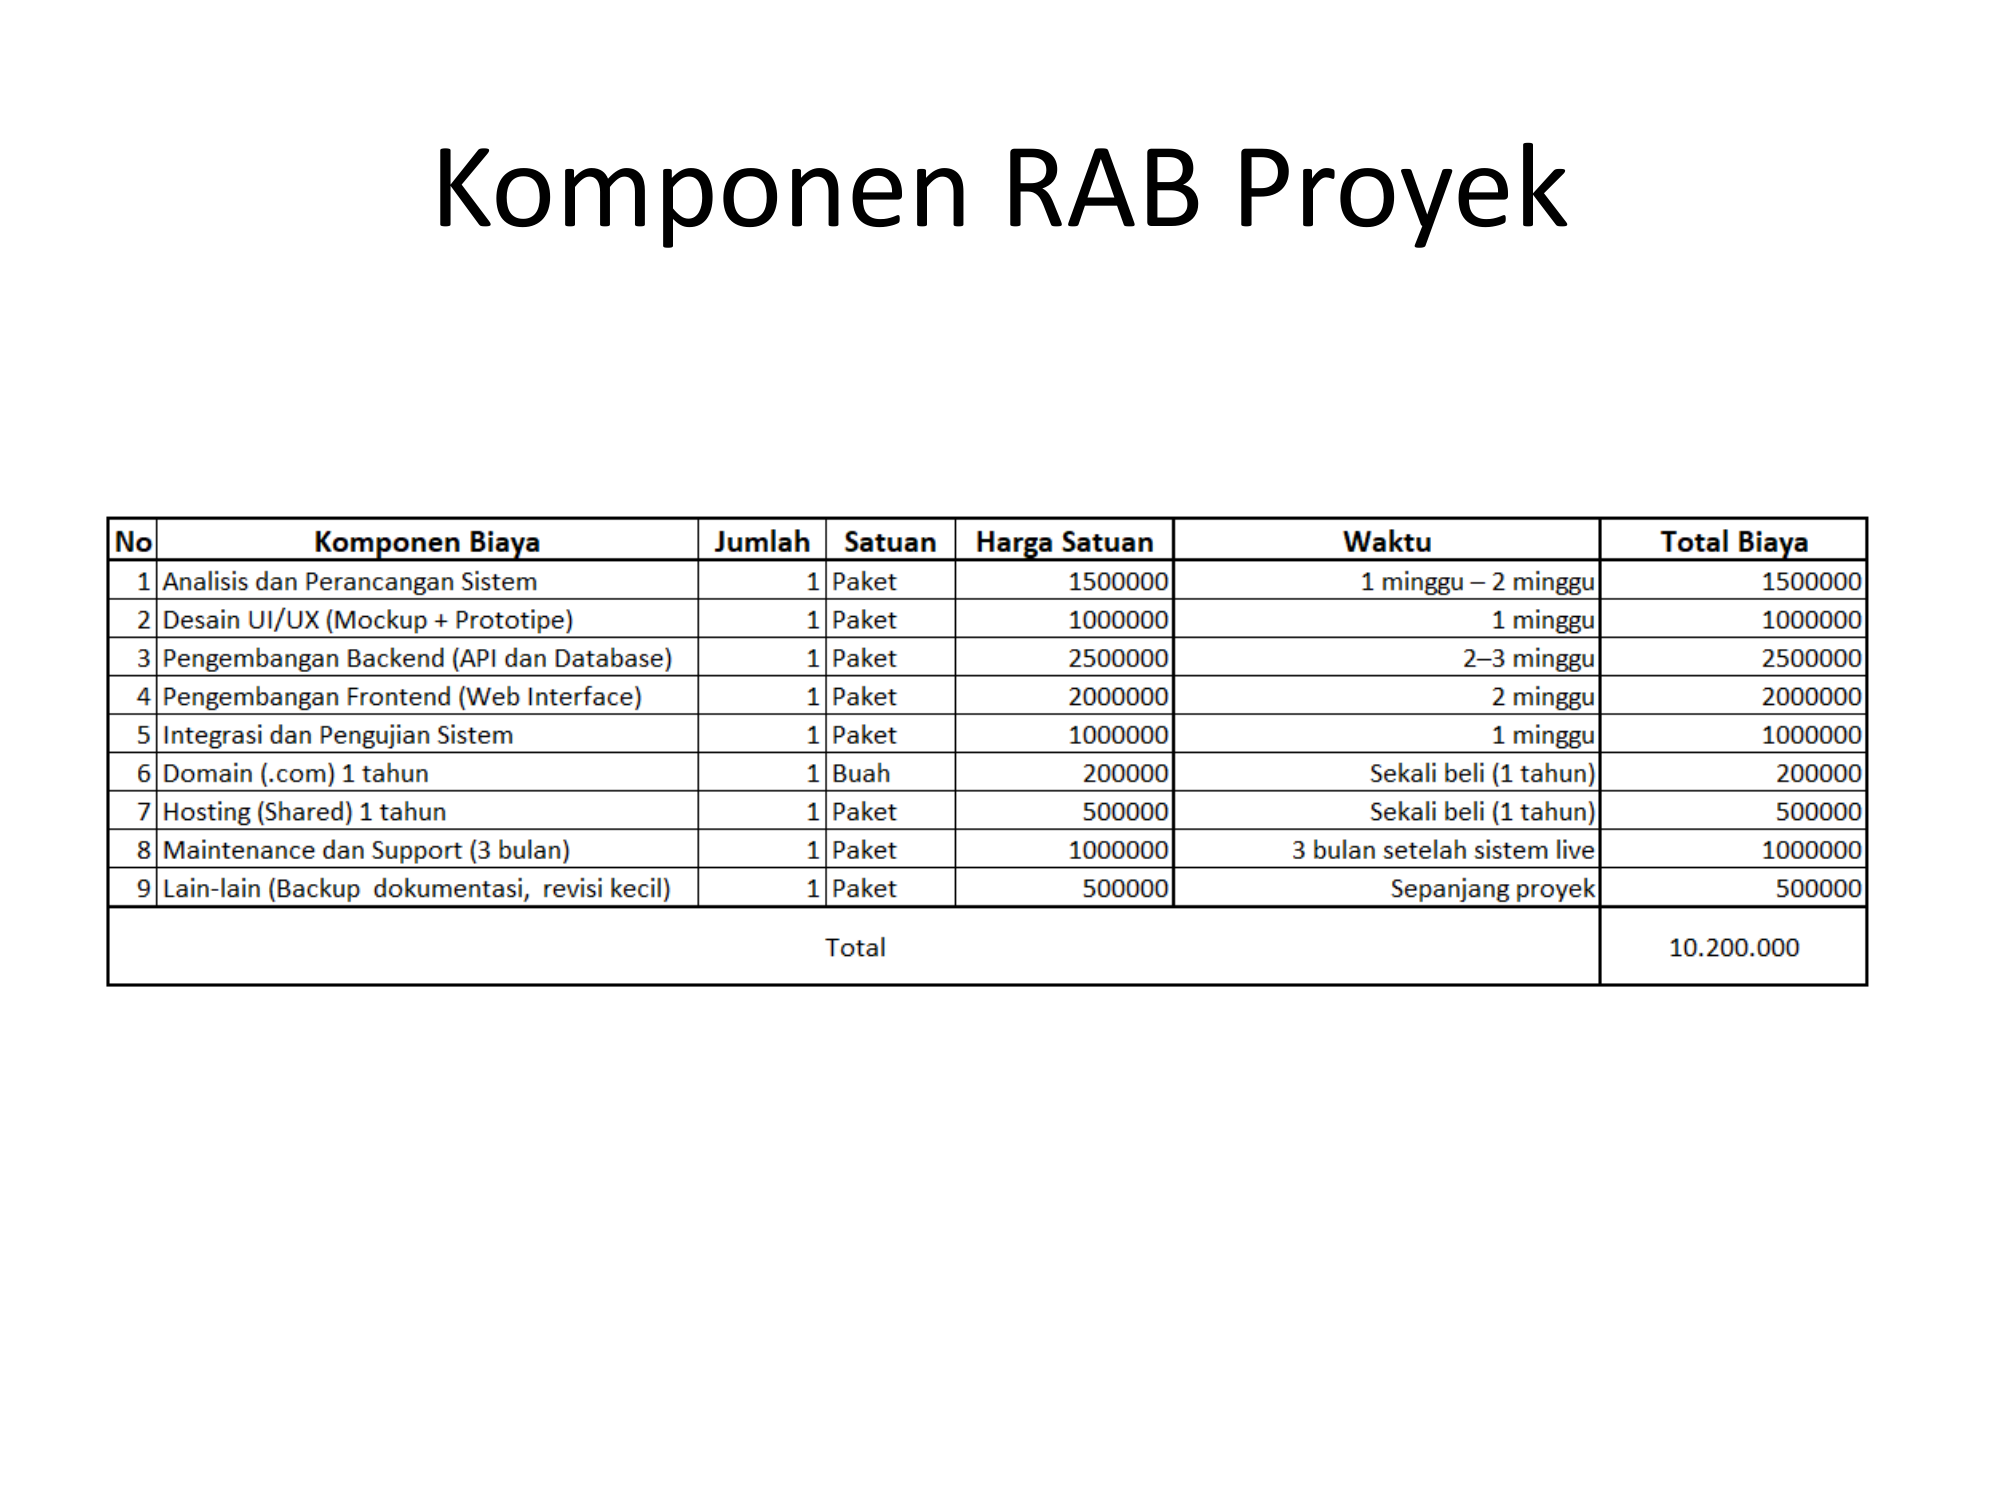 Komponen RAB Proyek
No Komponen Biaya Jumlah Satuan Harga Satuan Waktu Total Biaya
1 Analisis dan Perancangan Sistem 1 Paket 1500000 1 minggu – 2 minggu 1500000
2 Desain UI/UX (Mockup + Prototipe) 1 Paket 1000000 1 minggu 1000000
3 Pengembangan Backend (API dan Database) 1 Paket 2500000 2–3 minggu 2500000
4 Pengembangan Frontend (Web Interface) 1 Paket 2000000 2 minggu 2000000
5 Integrasi dan Pengujian Sistem 1 Paket 1000000 1 minggu 1000000
6 Domain (.com) 1 tahun 1 Buah 200000 Sekali beli (1 tahun) 200000
7 Hosting (Shared) 1 tahun 1 Paket 500000 Sekali beli (1 tahun) 500000
8 Maintenance dan Support (3 bulan) 1 Paket 1000000 3 bulan setelah sistem live 1000000
9 Lain-lain (Backup dokumentasi, revisi kecil) 1 Paket 500000 Sepanjang proyek 500000
Total 10.200.000